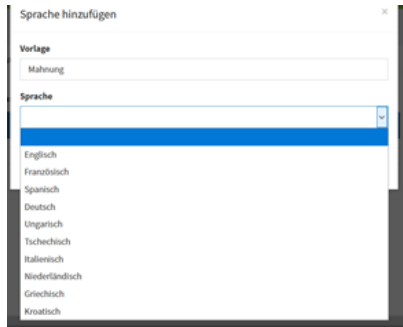 Sprache hinzufügen
×
Vorlage
Mahnung
Sprache
Englisch
Französisch
Spanisch
Deutsch
Ungarisch
Tschechisch
Italienisch
Niederländisch
Griechisch
Kroatisch